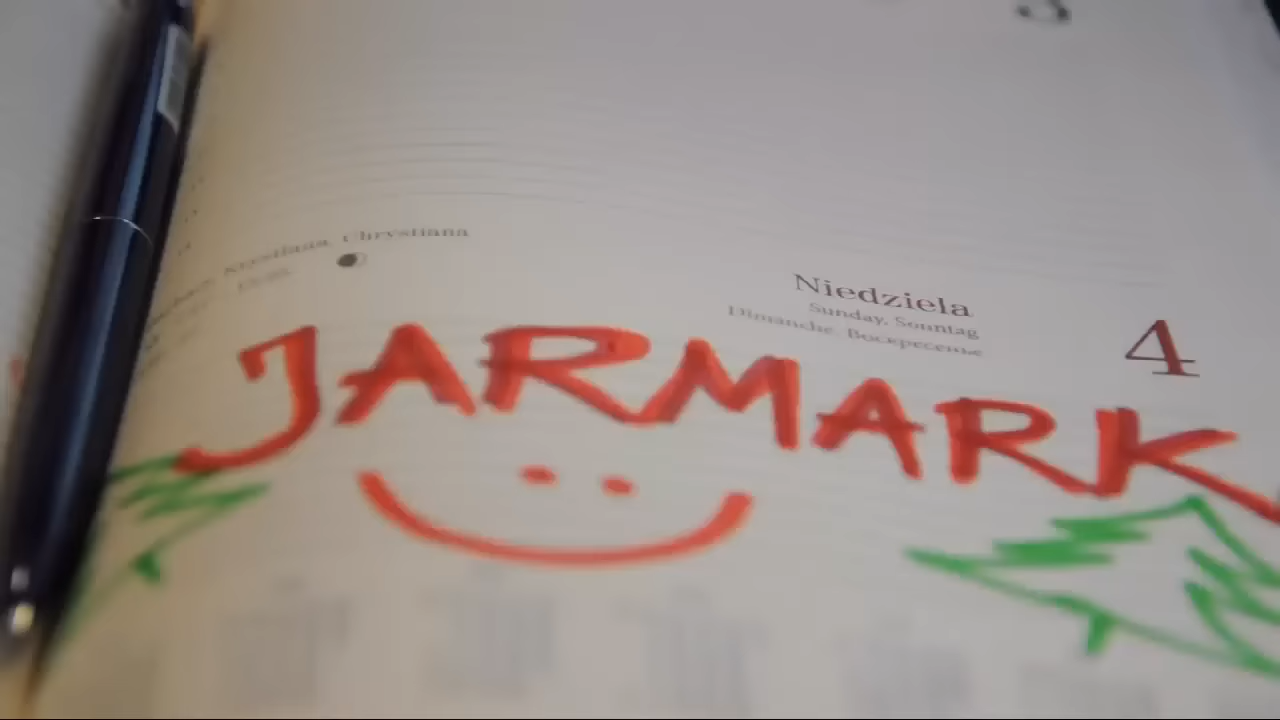 Krystiana, Chrystiana
Niedziela
Sunday, Sonntag
Dimanche, Воскресенье
4
JARMARK